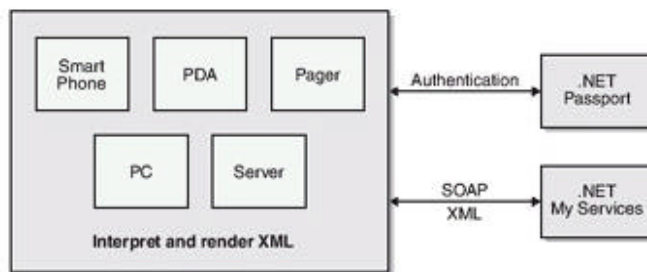 Smart
Phone
PDA
Pager
PC
Server
Interpret and render XML
Authentication
.NET
Passport
SOAP
XML
.NET
My Services